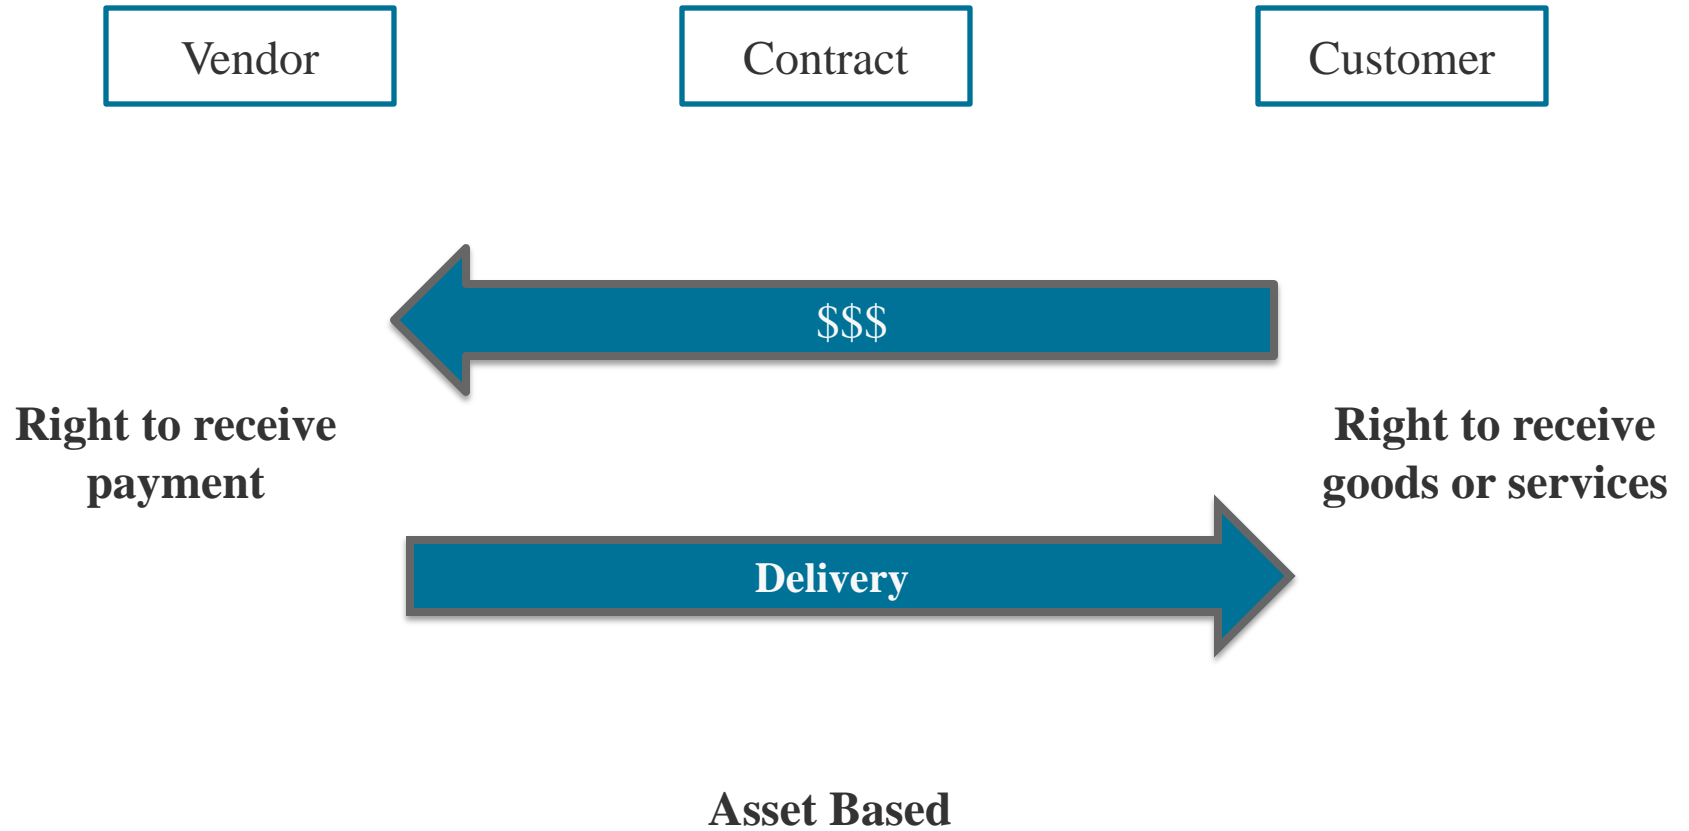 Vendor
Contract
Customer
$$$
Right to receive
payment
Right to receive
goods or services
Delivery
Asset Based